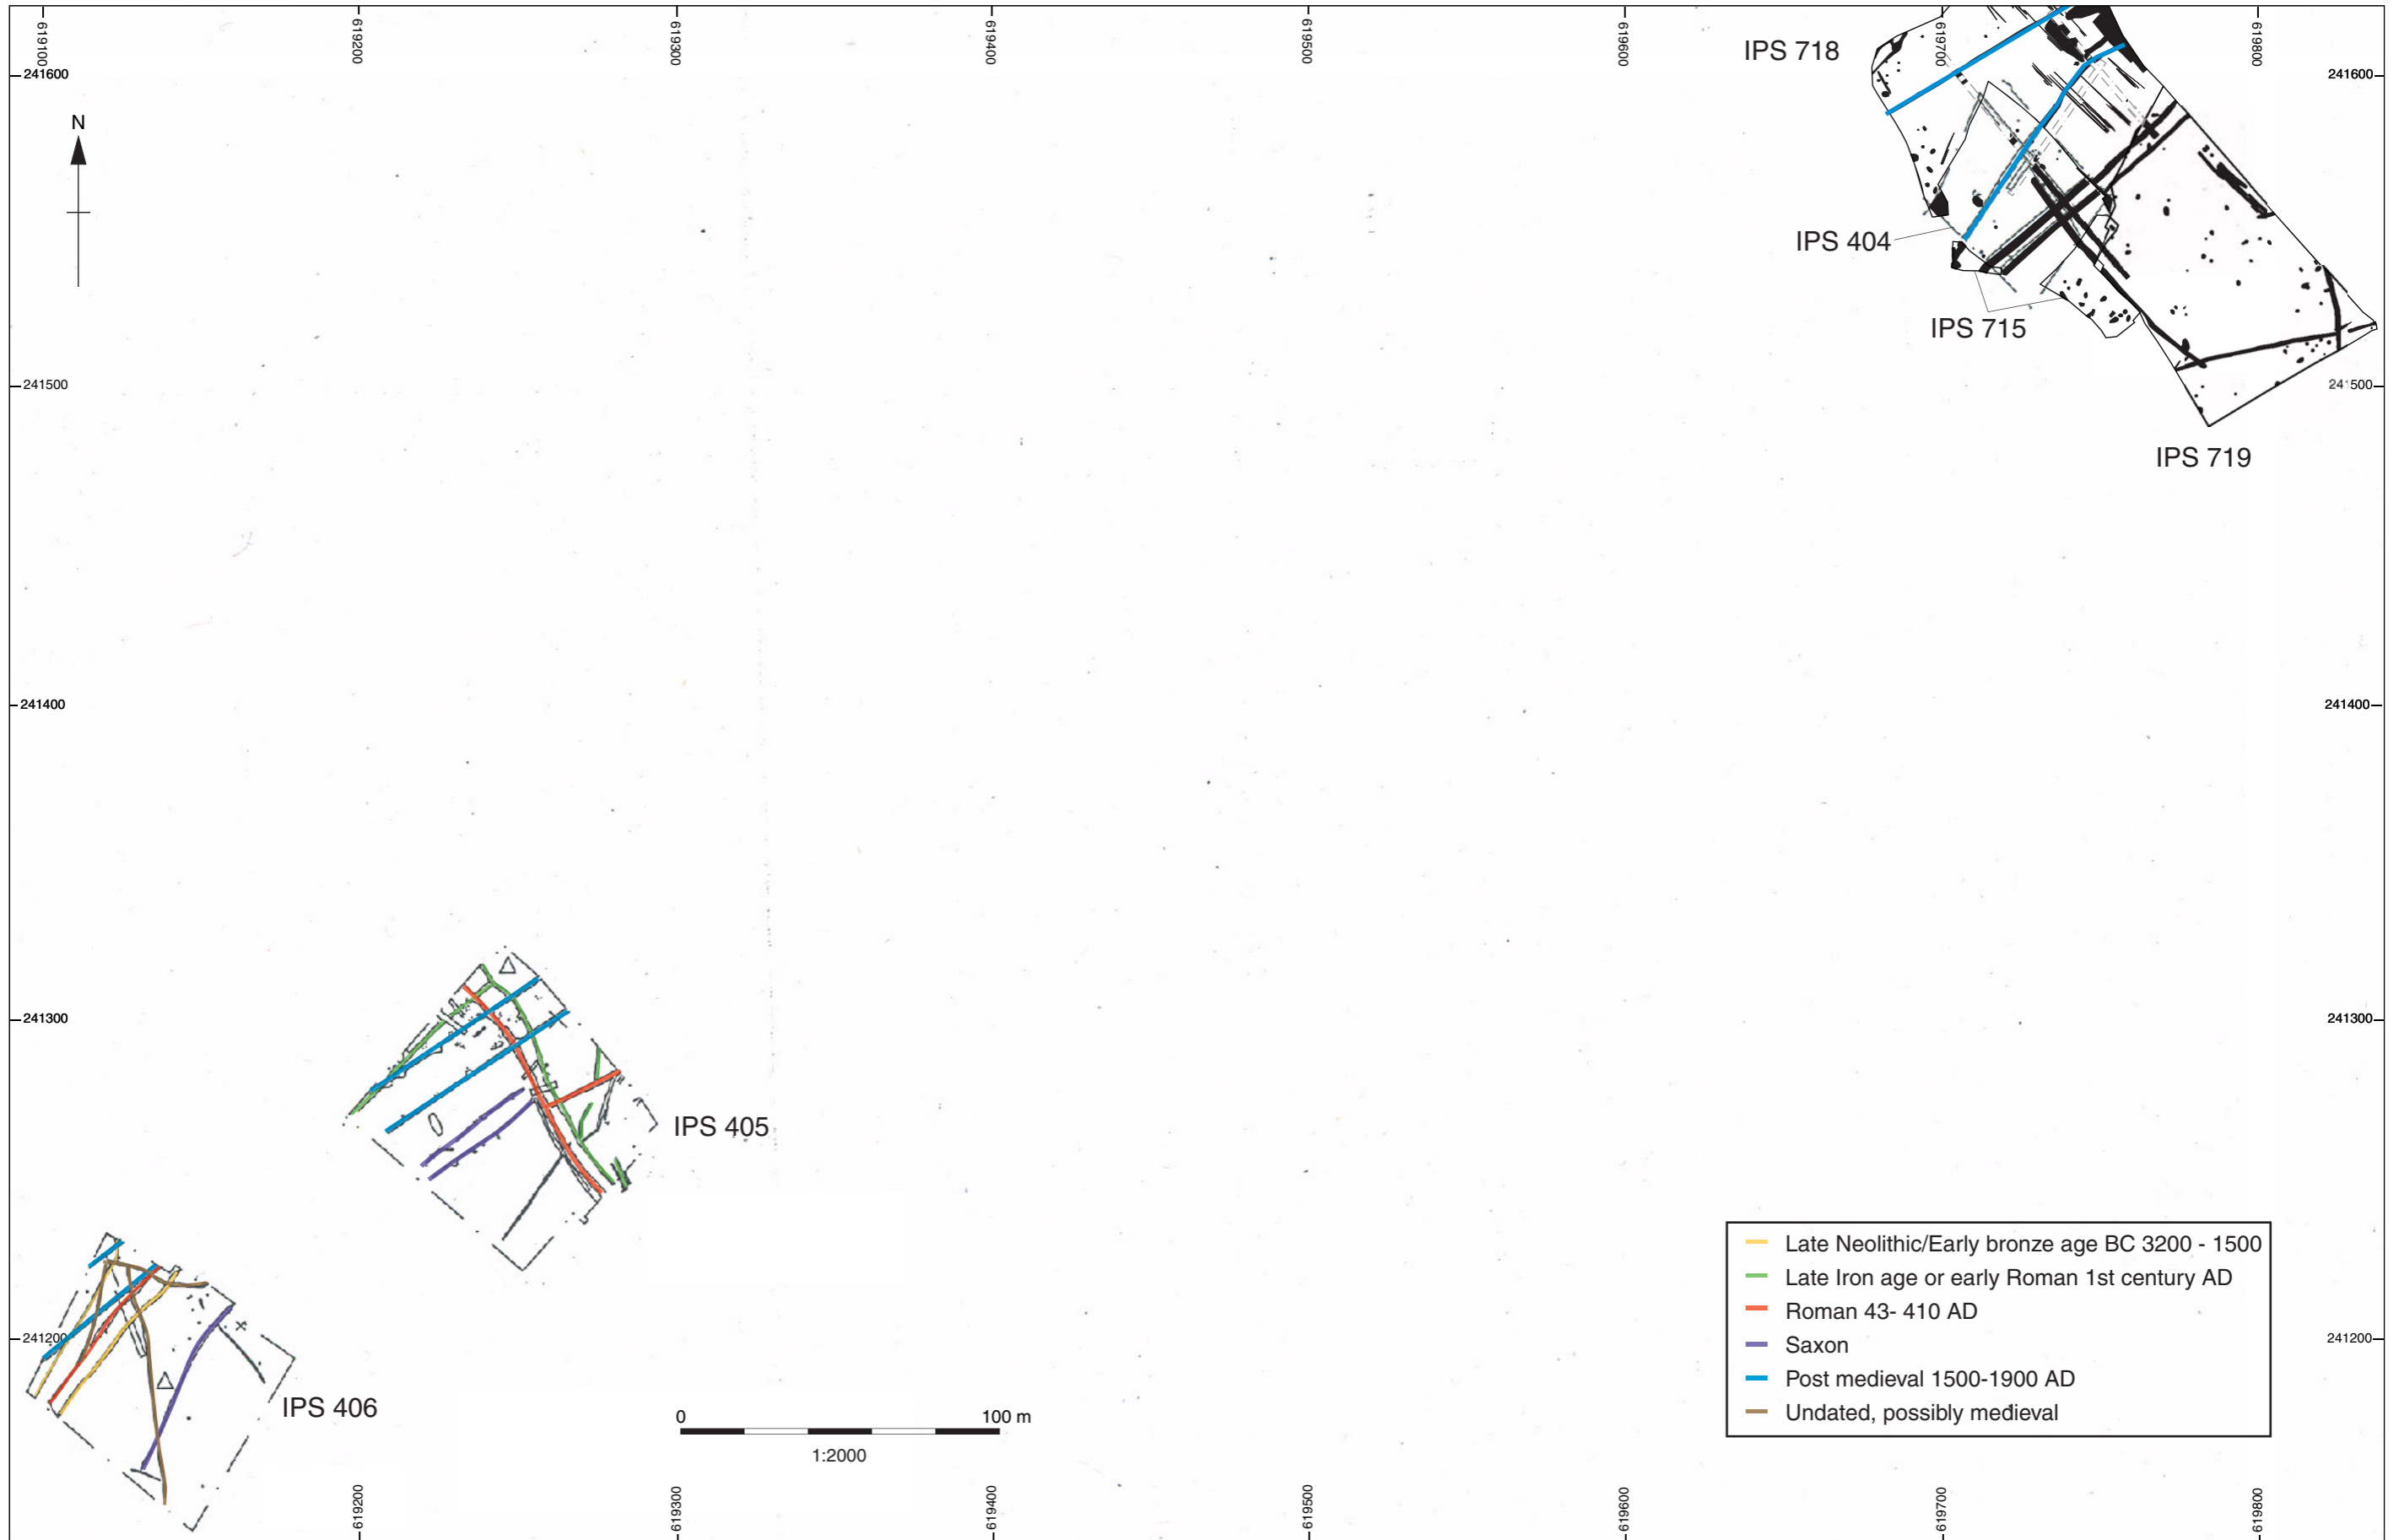 619100
619200
619300
619400
619500
619600
619700
619800
IPS 718
241600
241600
N
IPS 404
IPS 715
241500
24 500
IPS 719
241400
241400
241300
241300
IPS 405
Late Neolithic/Early bronze age BC 3200 - 1500
Late Iron age or early Roman 1st century AD
Roman 43- 410 AD
Saxon
Post medieval 1500-1900 AD
Undated, possibly medieval
241200
241200
IPS 406
0 100 m
1:2000
619200
619300
619400
619500
619600
619700
619800